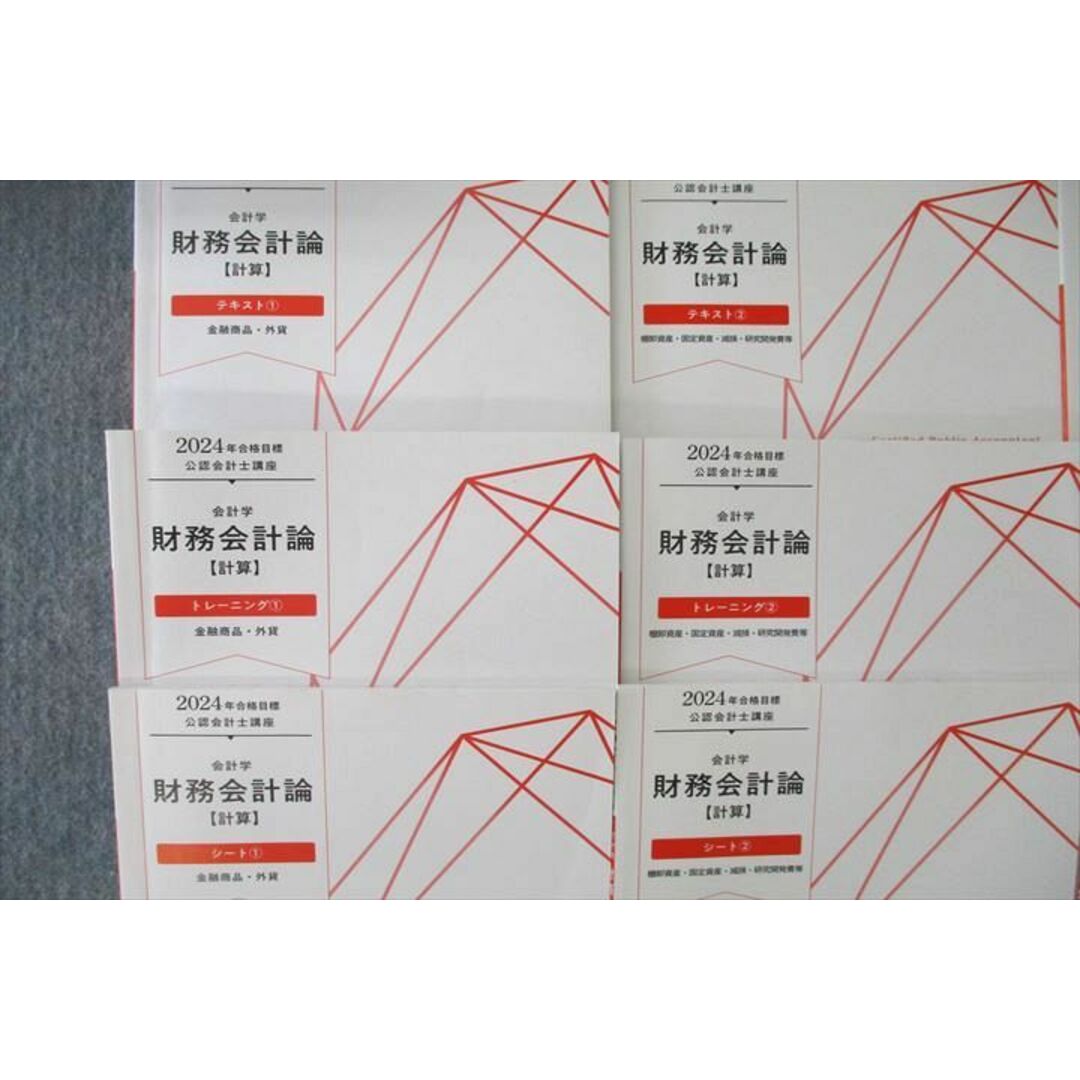 会計学
財務会計論
【計算】
テキスト①
金融商品・外貨
公認会計士講座
会計学
財務会計論
【計算】
テキスト②
棚卸資産・固定資産・減損・研究開発費等
Certified Public Accountant
2024年合格目標
公認会計士講座
会計学
財務会計論
【計算】
トレーニング①
金融商品・外貨
2024年合格目標
公認会計士講座
会計学
財務会計論
【計算】
トレーニング②
棚卸資産・固定資産・減損・研究開発費等
2024年合格目標
公認会計士講座
会計学
財務会計論
【計算】
シート①
金融商品・外貨
2024年合格目標
公認会計士講座
会計学
財務会計論
【計算】
シート②
棚卸資産・固定資産・減損・研究開発費等